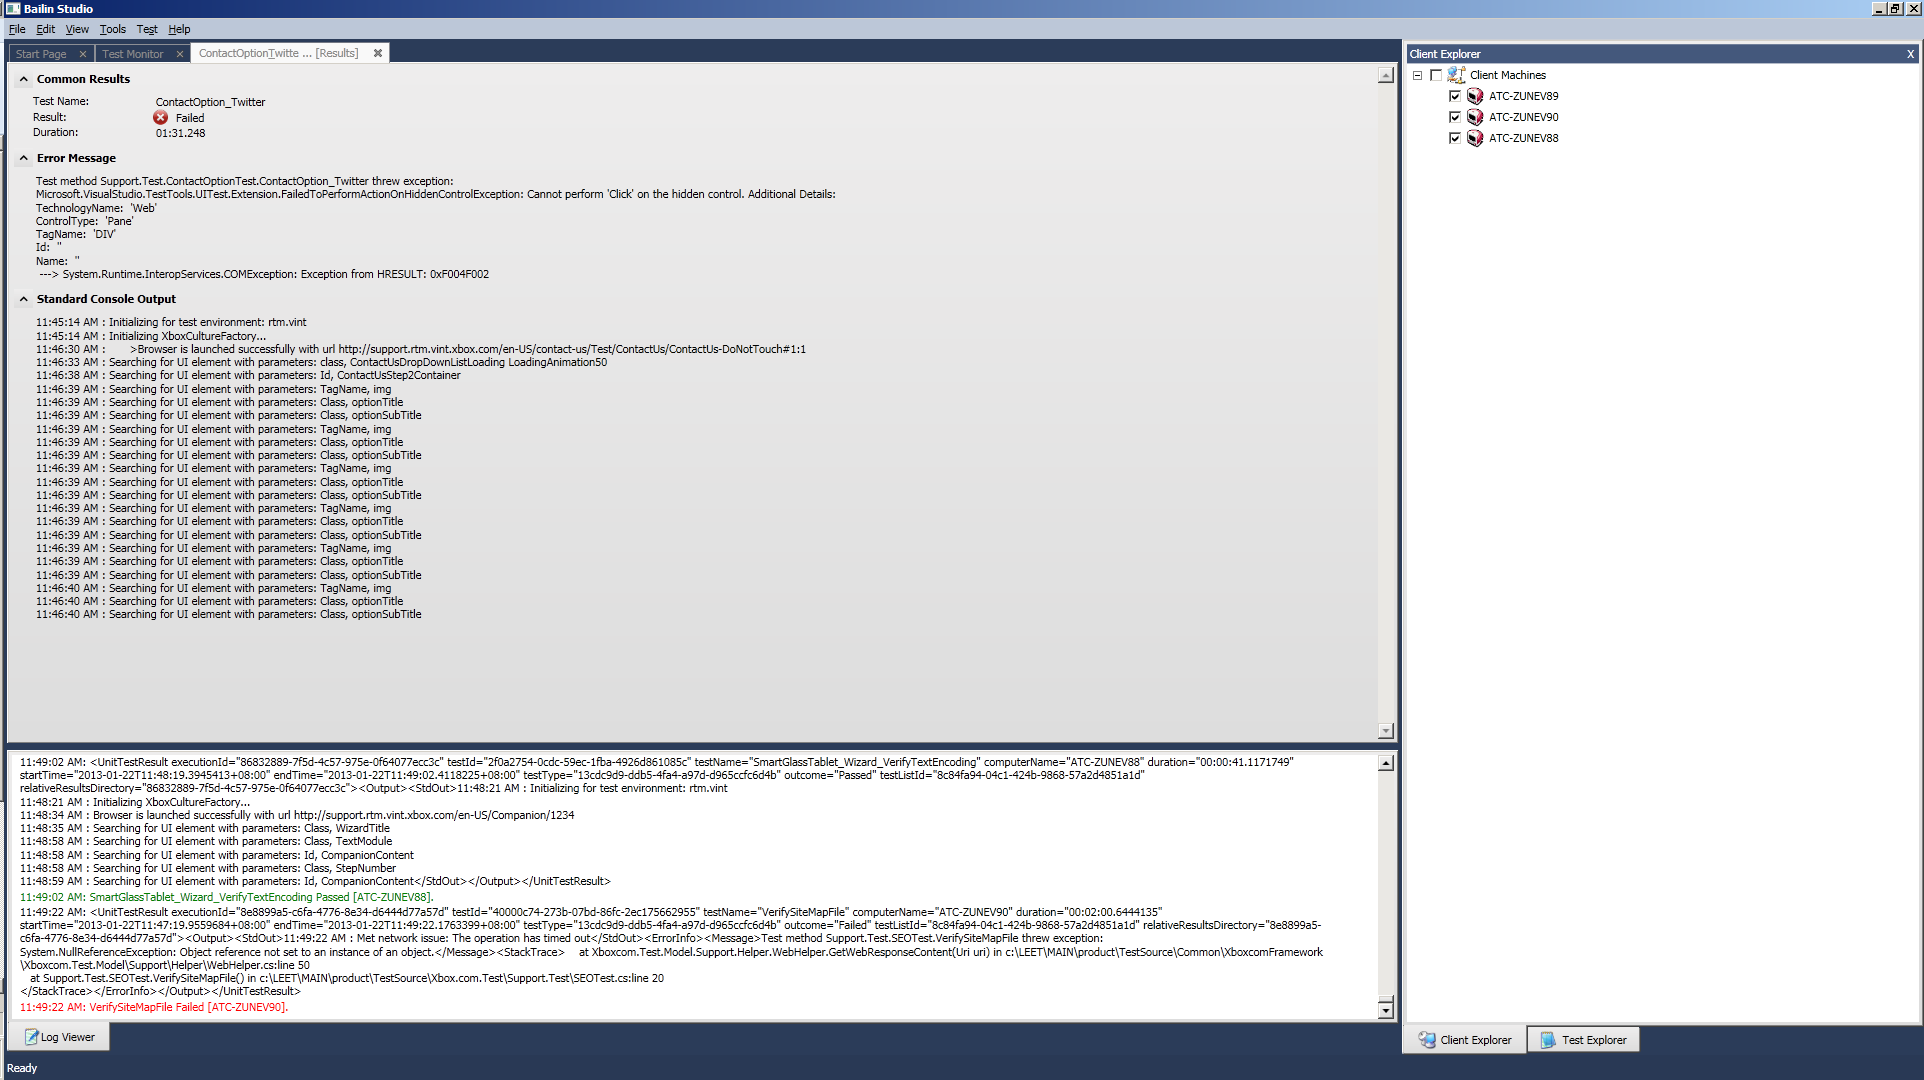 Bailin Studio
File Edit View Tools Test Help
Start Page Test Monitor ContactOptionTwitte ... [Results]
Common Results
Test Name: ContactOption_Twitter
Result: Failed
Duration: 01:31.248
Error Message
Test method Support.Test.ContactOptionTest.ContactOption_Twitter threw exception:
Microsoft.VisualStudio.TestTools.UITest.Extension.FailedToPerformActionOnHiddenControlException: Cannot perform 'Click' on the hidden control. Additional Details:
TechnologyName:  'Web'
ControlType:  'Pane'
TagName:  'DIV'
Id:  ''
Name:  ''
---> System.Runtime.InteropServices.COMException: Exception from HRESULT: 0xF004F002
Standard Console Output
11:45:14 AM : Initializing for test environment: rtm.vint
11:45:14 AM : Initializing XboxCultureFactory...
11:46:30 AM :      >Browser is launched successfully with url http://support.rtm.vint.xbox.com/en-US/contact-us/Test/ContactUs/ContactUs-DoNotTouch#1:1
11:46:33 AM : Searching for UI element with parameters: class, ContactUsDropDownListLoading LoadingAnimation50
11:46:38 AM : Searching for UI element with parameters: Id, ContactUsStep2Container
11:46:39 AM : Searching for UI element with parameters: TagName, img
11:46:39 AM : Searching for UI element with parameters: Class, optionTitle
11:46:39 AM : Searching for UI element with parameters: Class, optionSubTitle
11:46:39 AM : Searching for UI element with parameters: TagName, img
11:46:39 AM : Searching for UI element with parameters: Class, optionTitle
11:46:39 AM : Searching for UI element with parameters: Class, optionSubTitle
11:46:39 AM : Searching for UI element with parameters: TagName, img
11:46:39 AM : Searching for UI element with parameters: Class, optionTitle
11:46:39 AM : Searching for UI element with parameters: Class, optionSubTitle
11:46:39 AM : Searching for UI element with parameters: TagName, img
11:46:39 AM : Searching for UI element with parameters: Class, optionTitle
11:46:39 AM : Searching for UI element with parameters: Class, optionSubTitle
11:46:39 AM : Searching for UI element with parameters: TagName, img
11:46:39 AM : Searching for UI element with parameters: Class, optionTitle
11:46:39 AM : Searching for UI element with parameters: Class, optionSubTitle
11:46:40 AM : Searching for UI element with parameters: TagName, img
11:46:40 AM : Searching for UI element with parameters: Class, optionTitle
11:46:40 AM : Searching for UI element with parameters: Class, optionSubTitle
11:49:02 AM: <UnitTestResult executionId="86832889-7f5d-4c57-975e-0f64077ecc3c" testId="2f0a2754-0cdc-59ec-1fba-4926d861085c" testName="SmartGlassTablet_Wizard_VerifyTextEncoding" computerName="ATC-ZUNEV88" duration="00:00:41.1171749"
startTime="2013-01-22T11:48:19.3945413+08:00" endTime="2013-01-22T11:49:02.4118225+08:00" testType="13cdc9d9-ddb5-4fa4-a97d-d965ccfc6d4b" outcome="Passed" testListId="8c84fa94-04c1-424b-9868-57a2d4851a1d"
relativeResultsDirectory="86832889-7f5d-4c57-975e-0f64077ecc3c"><Output><StdOut>11:48:21 AM : Initializing for test environment: rtm.vint
11:48:21 AM : Initializing XboxCultureFactory...
11:48:34 AM : Browser is launched successfully with url http://support.rtm.vint.xbox.com/en-US/Companion/1234
11:48:35 AM : Searching for UI element with parameters: Class, WizardTitle
11:48:58 AM : Searching for UI element with parameters: Class, TextModule
11:48:58 AM : Searching for UI element with parameters: Id, CompanionContent
11:48:58 AM : Searching for UI element with parameters: Class, StepNumber
11:48:59 AM : Searching for UI element with parameters: Id, CompanionContent</StdOut></Output></UnitTestResult>
11:49:02 AM: SmartGlassTablet_Wizard_VerifyTextEncoding Passed [ATC-ZUNEV88].
11:49:22 AM: <UnitTestResult executionId="8e8899a5-c6fa-4776-8e34-d6444d77a57d" testId="40000c74-273b-07bd-86fc-2ec175662955" testName="VerifySiteMapFile" computerName="ATC-ZUNEV90" duration="00:02:00.6444135"
startTime="2013-01-22T11:47:19.9559684+08:00" endTime="2013-01-22T11:49:22.1763399+08:00" testType="13cdc9d9-ddb5-4fa4-a97d-d965ccfc6d4b" outcome="Failed" testListId="8c84fa94-04c1-424b-9868-57a2d4851a1d" relativeResultsDirectory="8e8899a5-
c6fa-4776-8e34-d6444d77a57d"><Output><StdOut>11:49:22 AM : Met network issue: The operation has timed out</StdOut><ErrorInfo><Message>Test method Support.Test.SEOTest.VerifySiteMapFile threw exception:
System.NullReferenceException: Object reference not set to an instance of an object.</Message><StackTrace>    at Xboxcom.Test.Model.Support.Helper.WebHelper.GetWebResponseContent(Uri uri) in c:\LEET\MAIN\product\TestSource\Common\XboxcomFramework
\Xboxcom.Test.Model\Support\Helper\WebHelper.cs:line 50
at Support.Test.SEOTest.VerifySiteMapFile() in c:\LEET\MAIN\product\TestSource\Xbox.com.Test\Support.Test\SEOTest.cs:line 20
</StackTrace></ErrorInfo></Output></UnitTestResult>
11:49:22 AM: VerifySiteMapFile Failed [ATC-ZUNEV90].
Log Viewer
Ready
Client Explorer X
Client Machines
ATC-ZUNEV89
ATC-ZUNEV90
ATC-ZUNEV88
Client Explorer Test Explorer